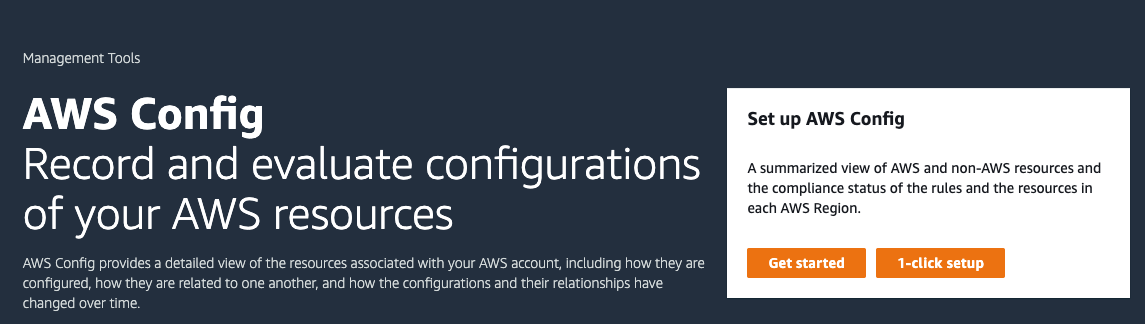 Management Tools
AWS Config
Record and evaluate configurations
of your AWS resources
AWS Config provides a detailed view of the resources associated with your AWS account, including how they are
configured, how they are related to one another, and how the configurations and their relationships have
changed over time.
Set up AWS Config
A summarized view of AWS and non-AWS resources and
the compliance status of the rules and the resources in
each AWS Region.
Get started
1-click setup